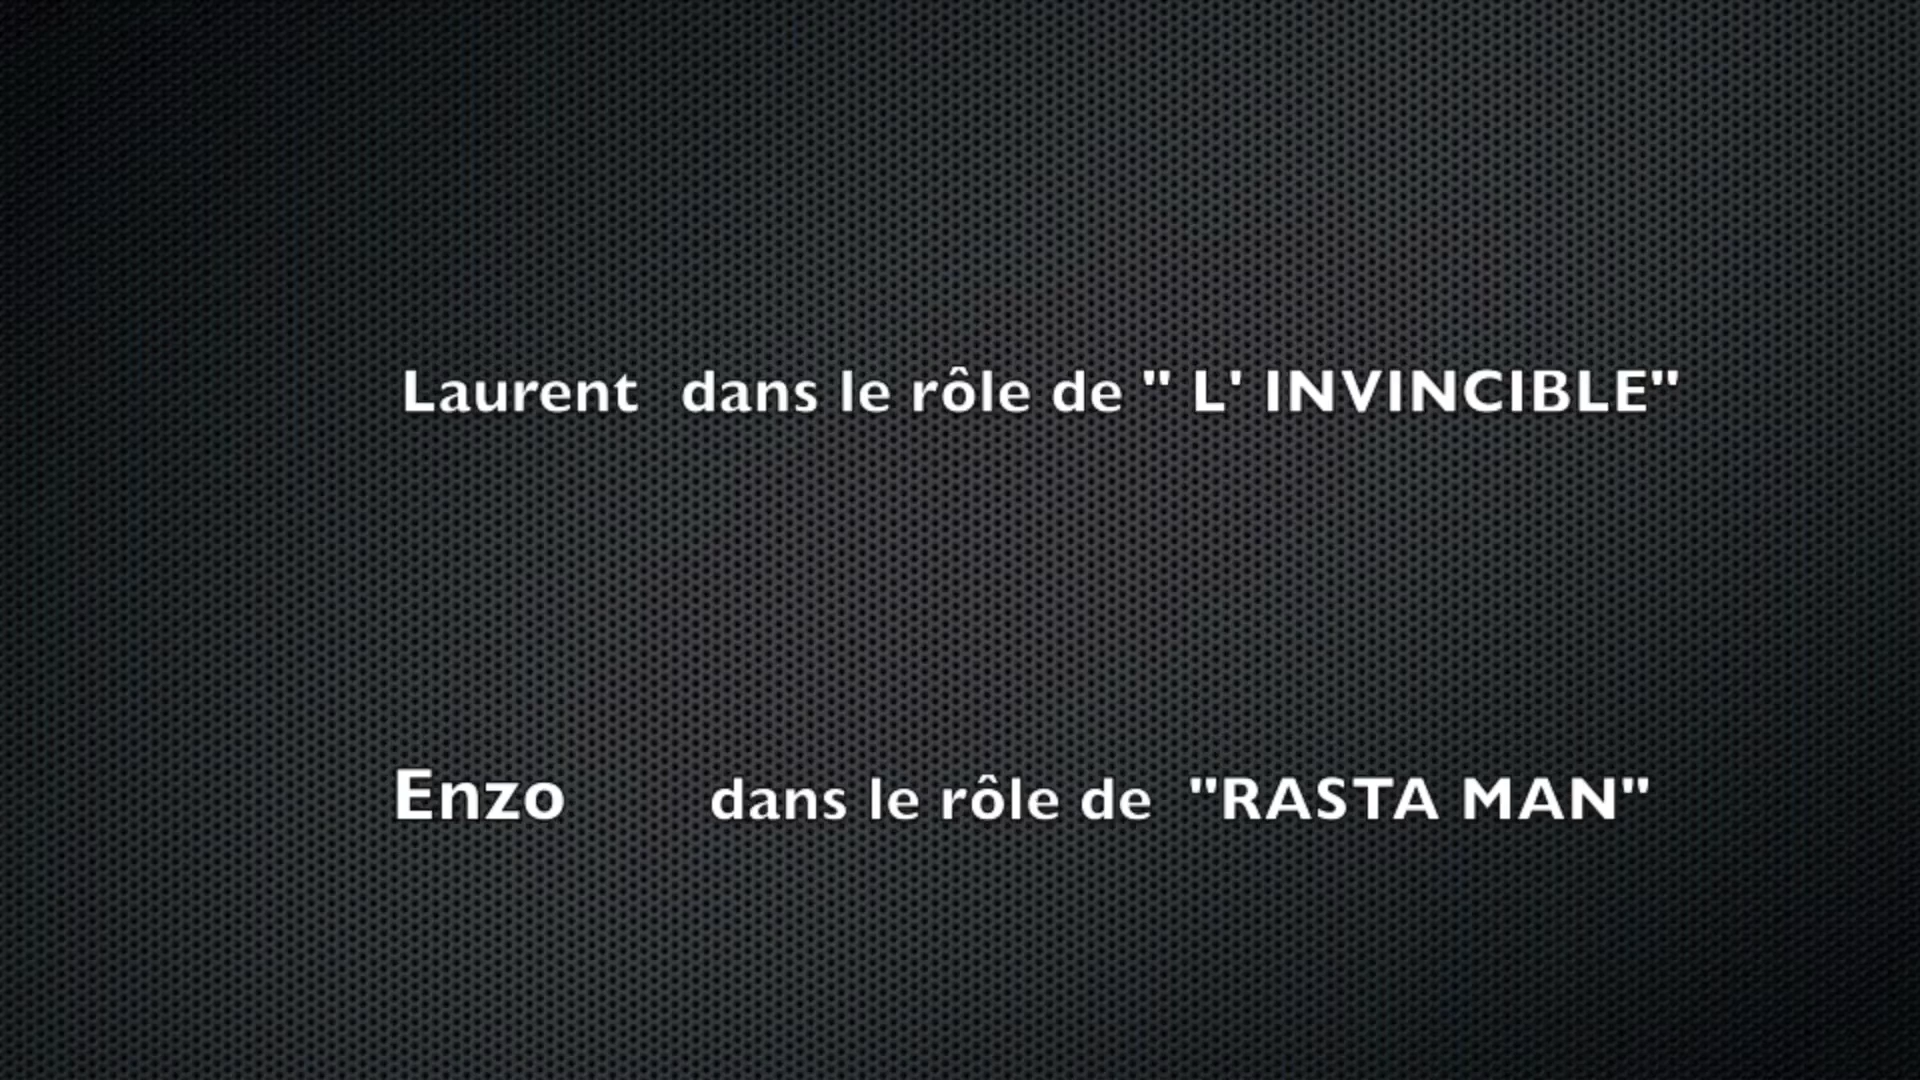 Laurent dans le rôle de " L' INVINCIBLE"
Enzo dans le rôle de "RASTA MAN"